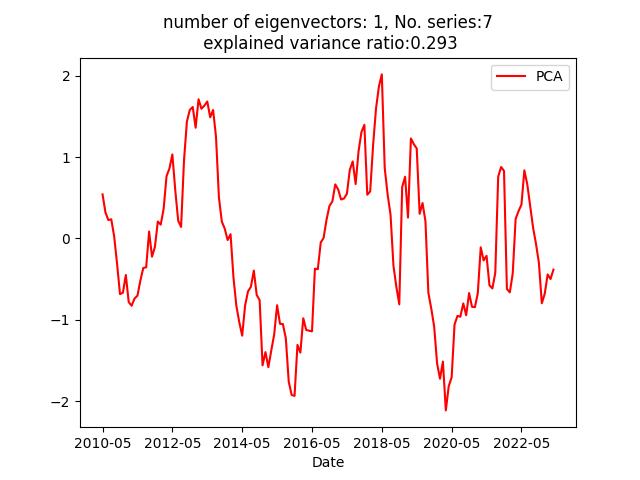 number of eigenvectors: 1, No. series:7
explained variance ratio:0.293
PCA
2
1
0
−1
−2
2010-05 2012-05 2014-05 2016-05 2018-05 2020-05 2022-05
Date